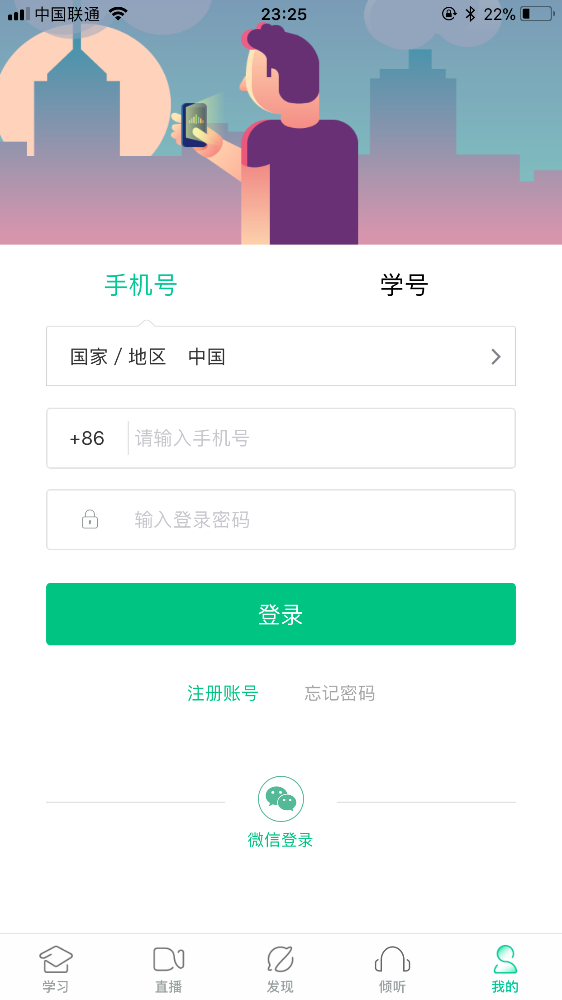 中国联通 23:25 22%
手机号 学号
国家 / 地区 中国
+86 请输入手机号
输入登录密码
登录
注册账号 忘记密码
微信登录
学习 直播 发现 倾听 我的